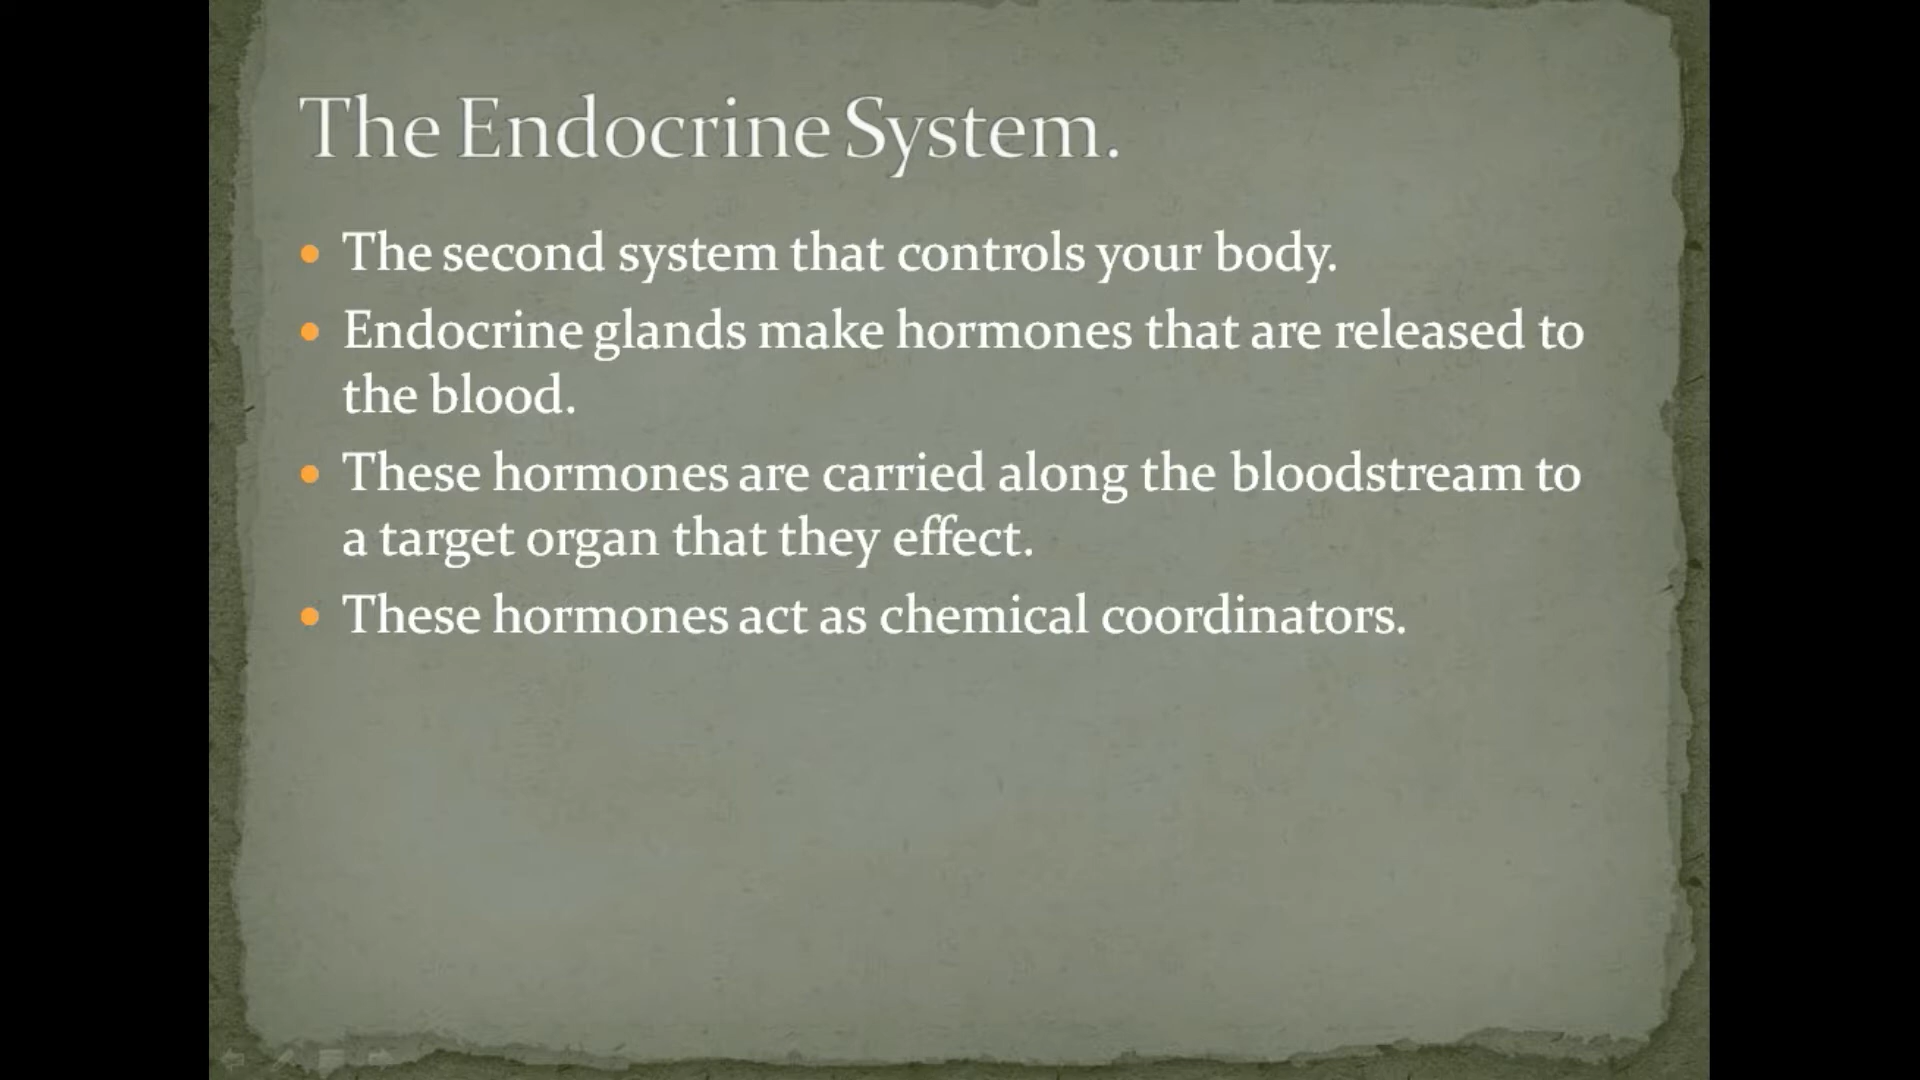 The Endocrine System.
The second system that controls your body.
Endocrine glands make hormones that are released to
the blood.
These hormones are carried along the bloodstream to
a target organ that they effect.
These hormones act as chemical coordinators.